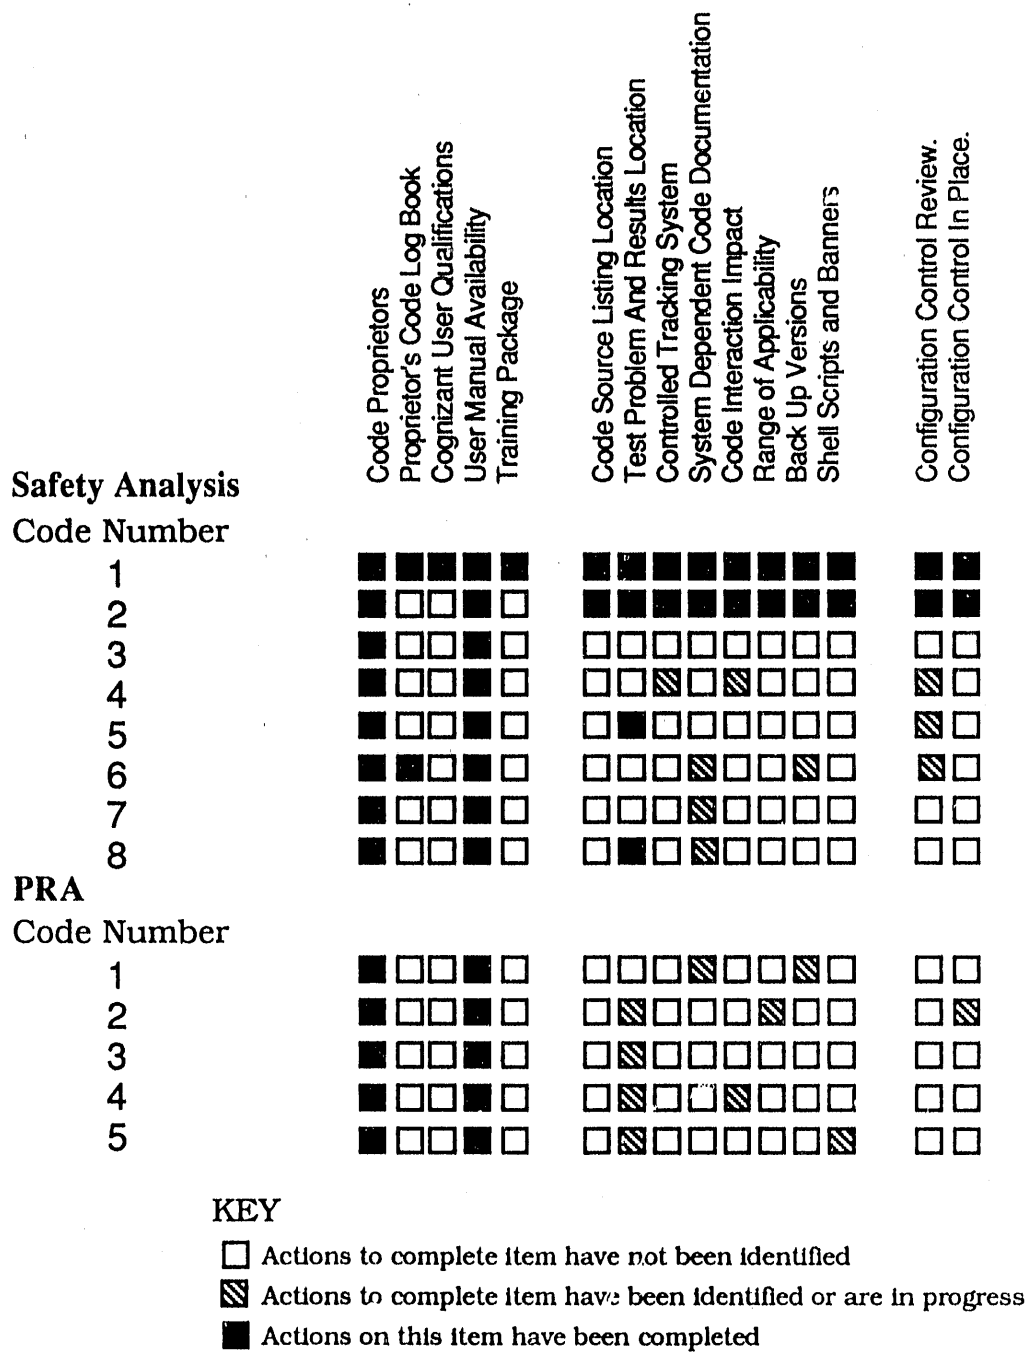 Code Proprietors
Proprietor's Code Log Book
Cognizant User Qualifications
User Manual Availability
Training Package
Code Source Listing Location
Test Problem And Results Location
Controlled Tracking System
System Dependent Code Documentation
Code Interaction Impact
Range of Applicability
Back Up Versions
Shell Scripts and Banners
Configuration Control Review.
Configuration Control In Place.
Safety Analysis
Code Number
1
2
3
4
5
6
7
8
PRA
Code Number
1
2
3
4
5
KEY
Actions to complete item have not been identified
Actions to complete item have been identified or are in progress
Actions on this item have been completed